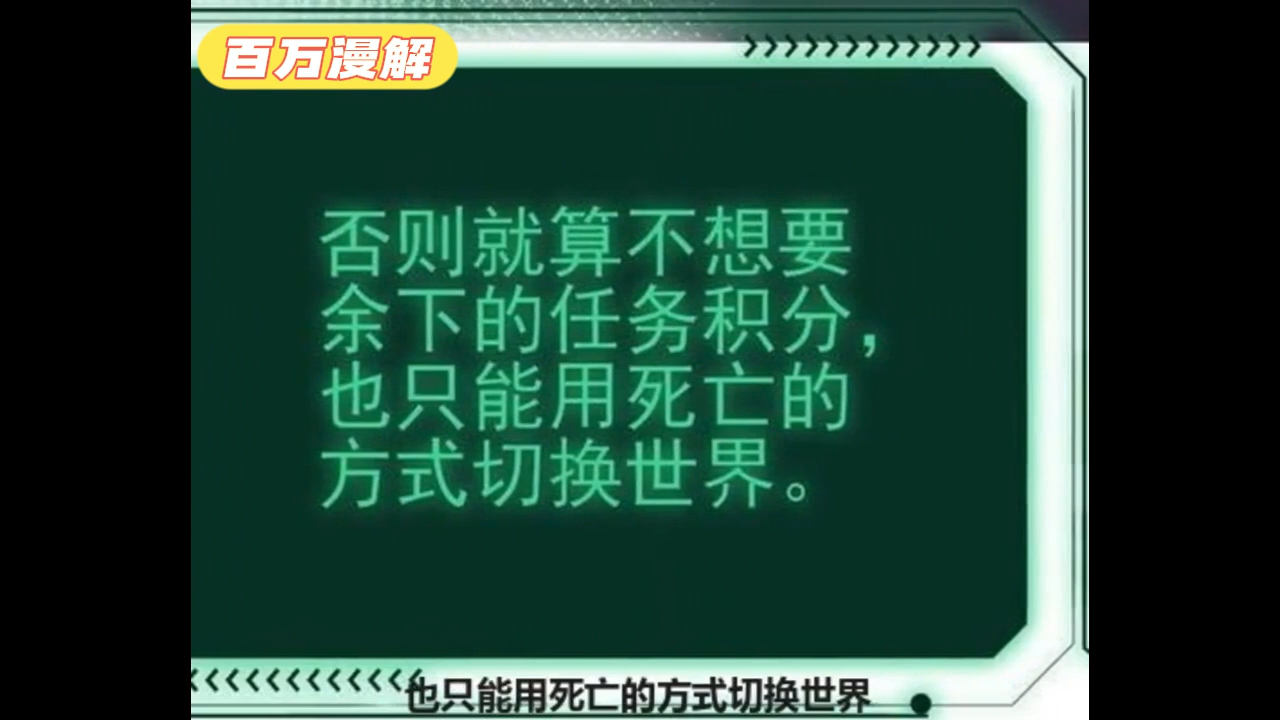 百万漫解
否则就算不想要
余下的任务积分，
也只能用死亡的
方式切换世界。
也只能用死亡的方式切换世界